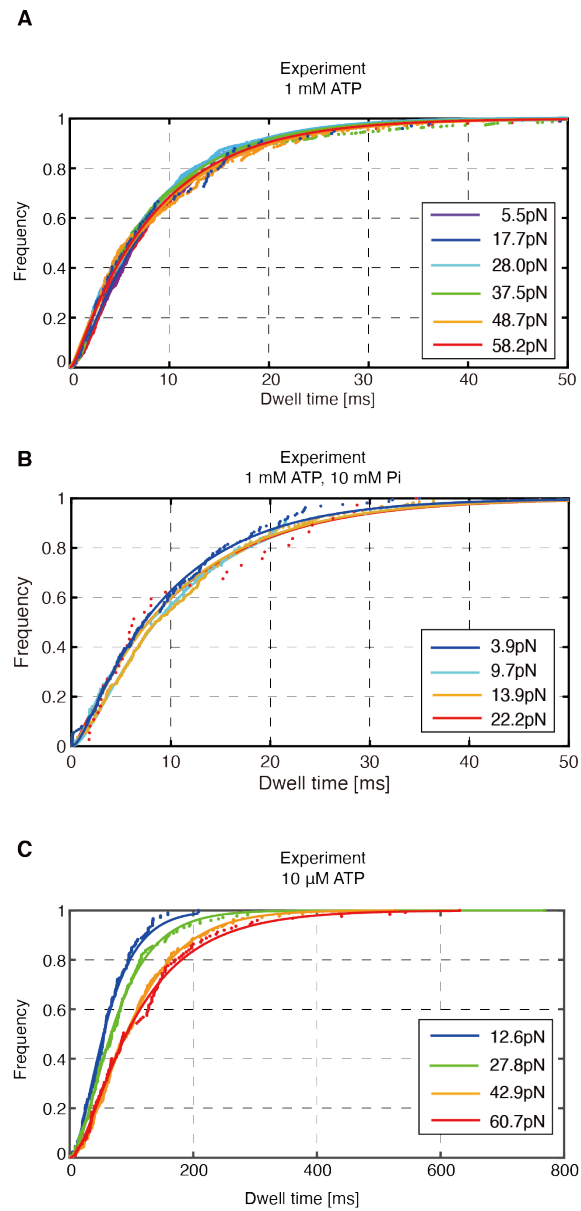 A
Experiment
1 mM ATP
1
0.8
0.6
0.4
0.2
0
Frequency
5.5pN
17.7pN
28.0pN
37.5pN
48.7pN
58.2pN
0 10 20 30 40 50
Dwell time [ms]
B
Experiment
1 mM ATP, 10 mM Pi
1
0.8
0.6
0.4
0.2
0
Frequency
3.9pN
9.7pN
13.9pN
22.2pN
0 10 20 30 40 50
Dwell time [ms]
C
Experiment
10 μM ATP
1
0.8
0.6
0.4
0.2
0
Frequency
12.6pN
27.8pN
42.9pN
60.7pN
0 200 400 600 800
Dwell time [ms]